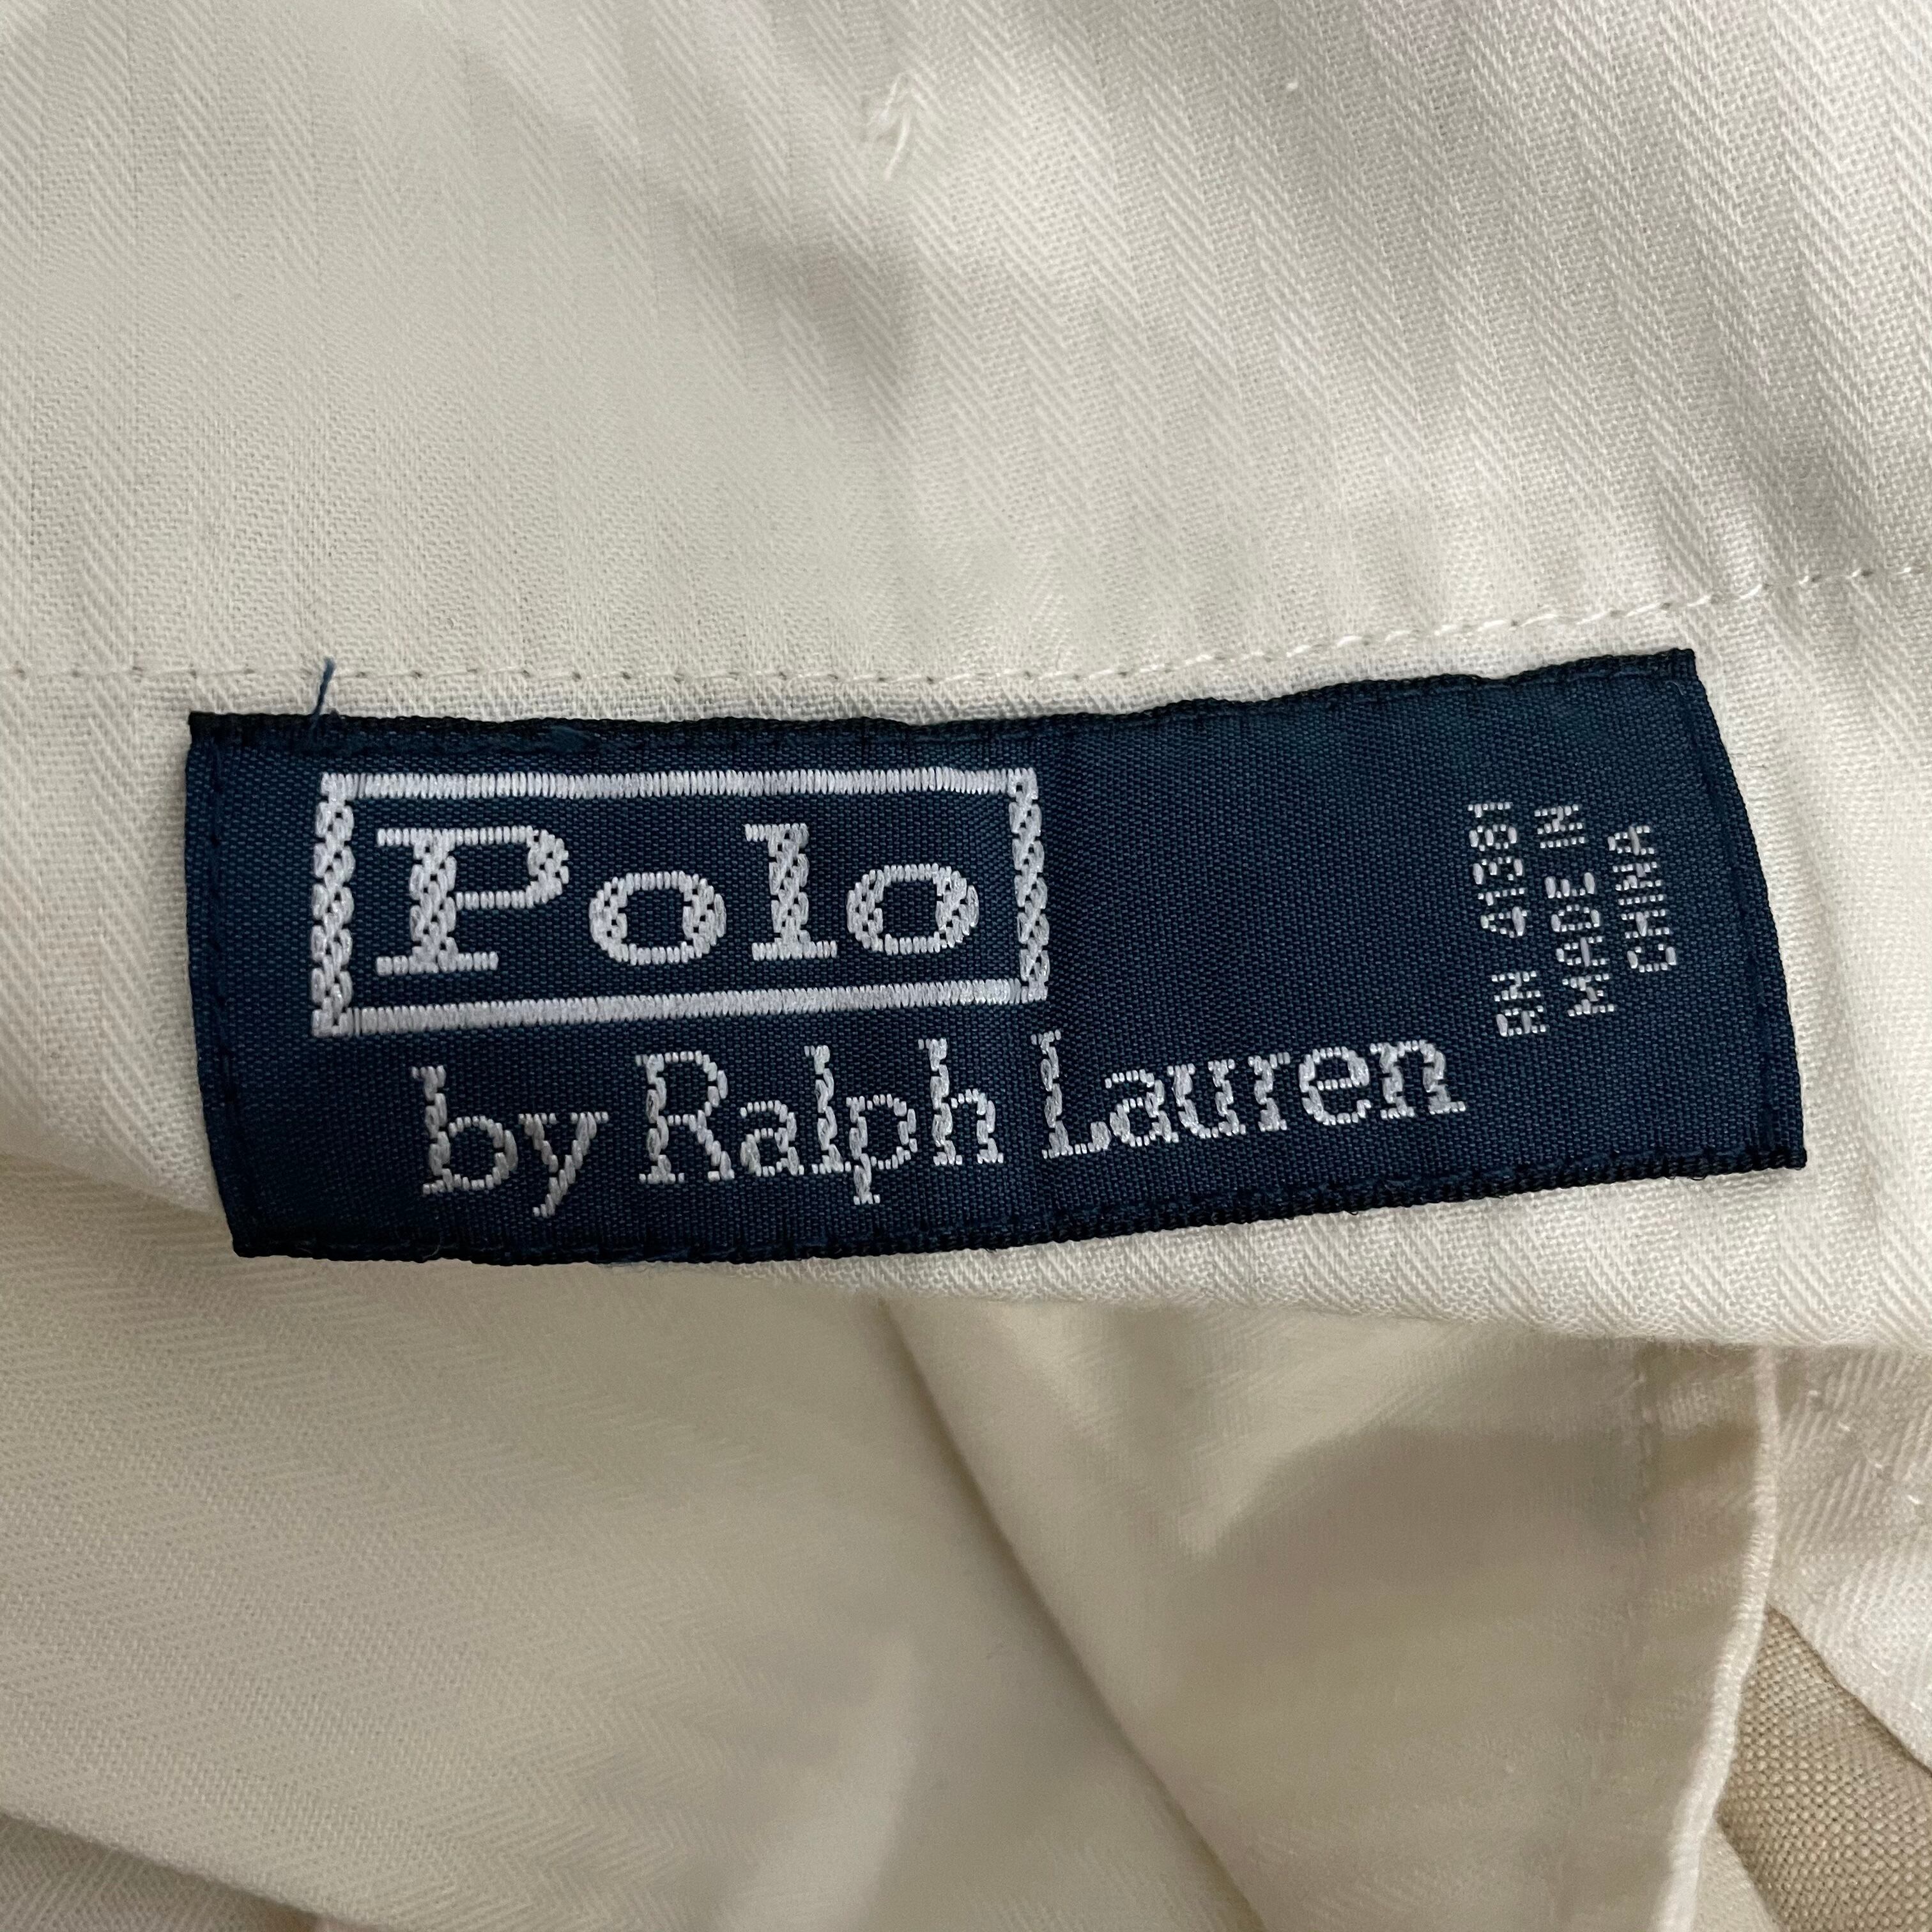 Polo
by Ralph Lauren
RN 41381
MADE IN
CHINA